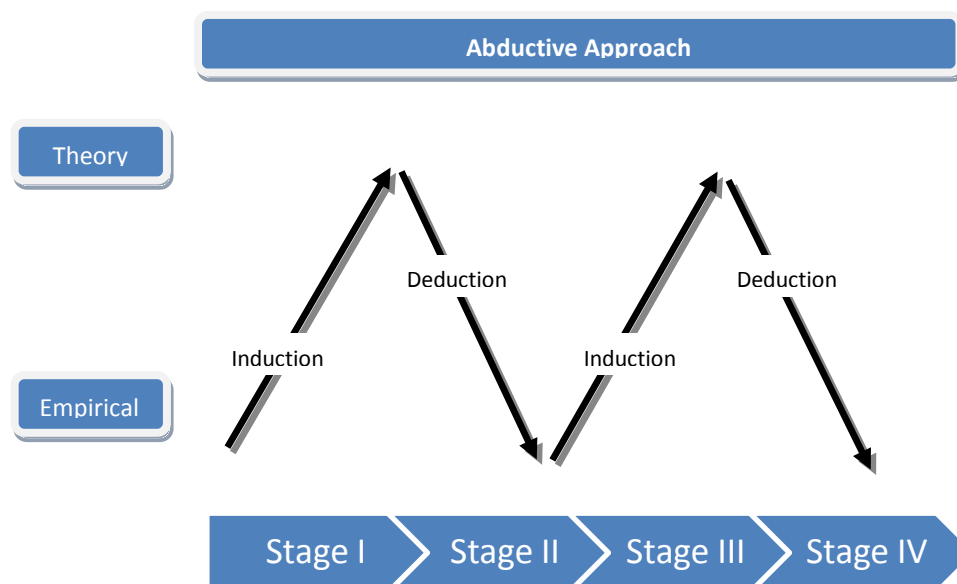 Abductive Approach
Theory
Deduction
Deduction
Induction
Induction
Empirical
Stage I
Stage II
Stage III
Stage IV